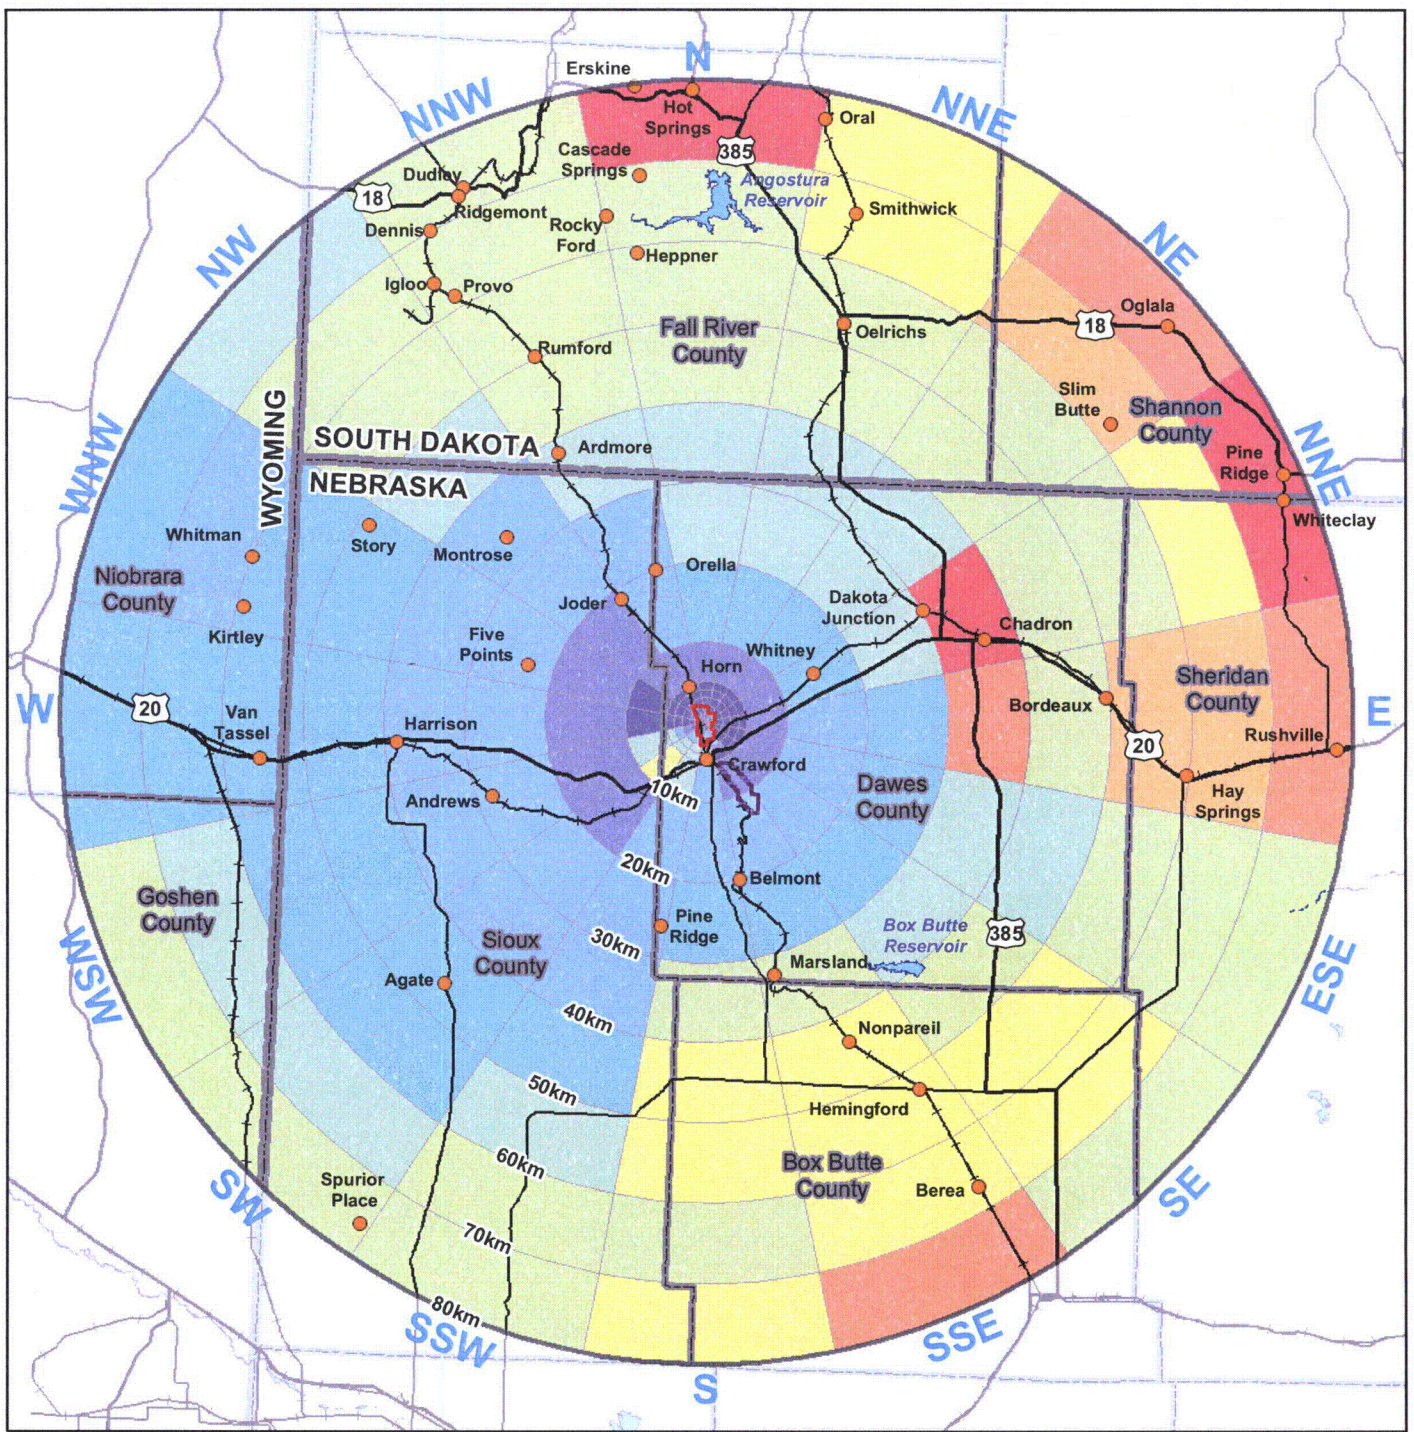 N
Erskine
NNW
NNE
Hot
Springs
Oral
385
Cascade
Springs
Dudley
Angostura
Reservoir
18
Ridgemont
Smithwick
Rocky
Ford
Dennis
NW
NE
Heppner
Igloo
Provo
Oglala
Fall River
County
18
Oelrichs
Rumford
Slim
Butte
Shannon
County
WYOMING
SOUTH DAKOTA
Ardmore
Pine
Ridge
NNE
WNW
NEBRASKA
Whiteclay
Whitman
Story
Montrose
Orella
Niobrara
County
Joder
Dakota
Junction
Chadron
Kirtley
Five
Points
Whitney
Horn
Sheridan
County
W
20
Van
Tassel
Harrison
Bordeaux
E
20
Rushville
Crawford
Andrews
10km
Dawes
County
Hay
Springs
20km
Belmont
Goshen
County
Pine
Ridge
Box Butte
Reservoir
385
Sioux
County
30km
WSW
Marsland
ESE
Agate
40km
Nonpareil
50km
Hemingford
60km
Box Butte
County
SW
Spurior
Place
Berea
SE
70km
80km
SSW
SSE
S